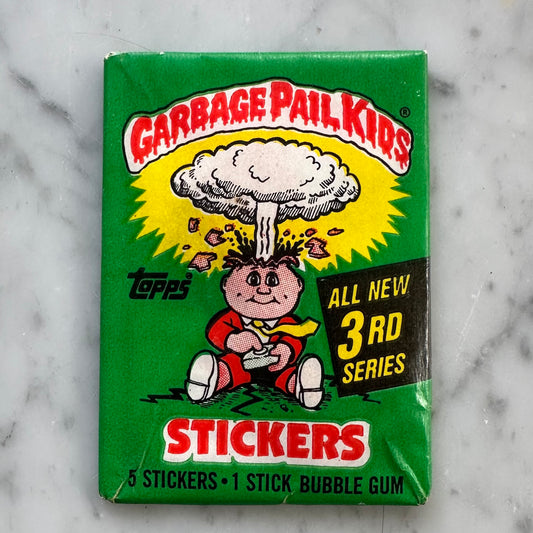 GARBAGE PAIL KIDS®
topps
ALL NEW
3RD
SERIES
STICKERS
5 STICKERS • 1 STICK BUBBLE GUM